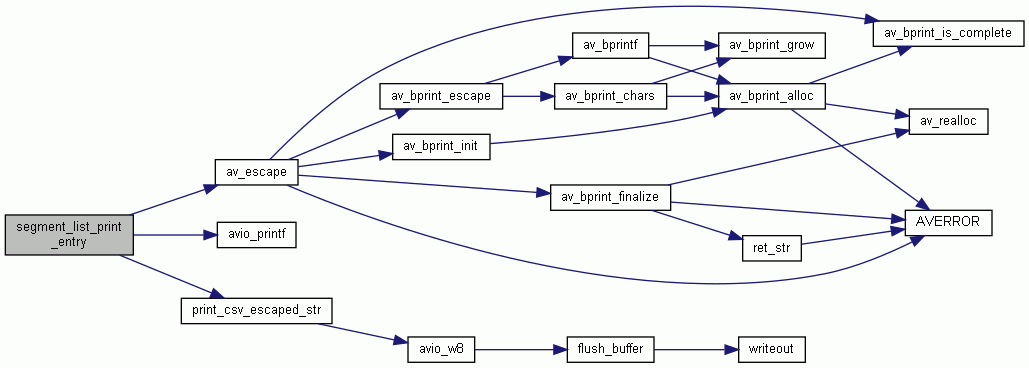 av_bprint_is_complete
av_bprintf
av_bprint_grow
av_bprint_escape
av_bprint_chars
av_bprint_alloc
av_realloc
av_bprint_init
av_escape
av_bprint_finalize
AVERROR
segment_list_print
_entry
avio_printf
ret_str
print_csv_escaped_str
avio_w8
flush_buffer
writeout